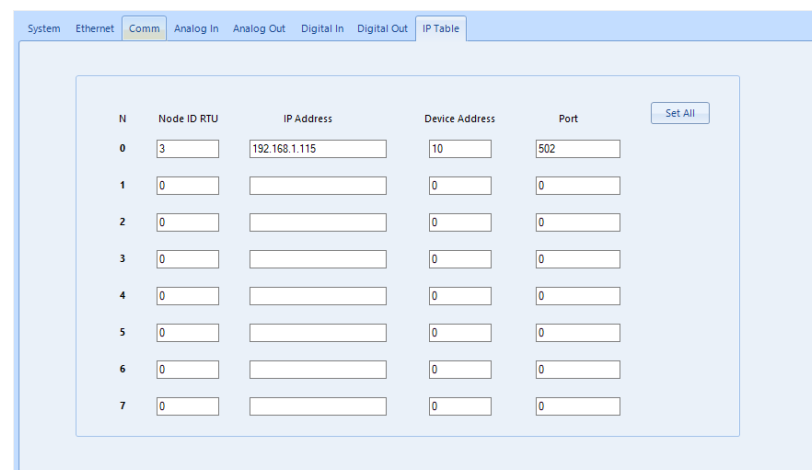 System Ethernet Comm Analog In Analog Out Digital In Digital Out IP Table
N Node ID RTU IP Address Device Address Port Set All
0 3 192.168.1.115 10 502
1 0 0 0
2 0 0 0
3 0 0 0
4 0 0 0
5 0 0 0
6 0 0 0
7 0 0 0